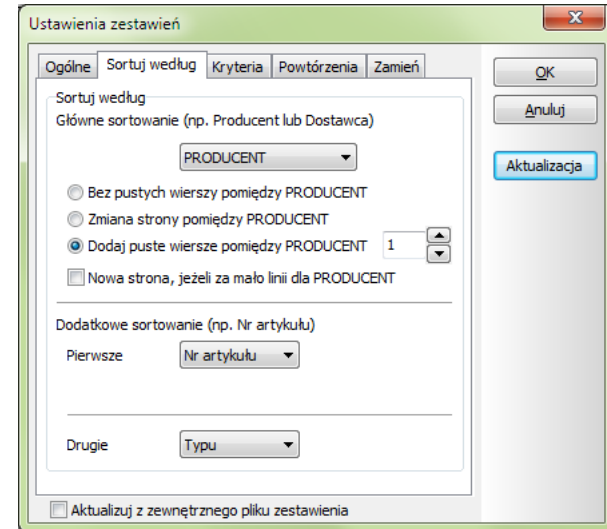 Ustawienia zestawień
Ogólne Sortuj według Kryteria Powtórzenia Zamień
OK
Anuluj
Aktualizacja
Sortuj według
Główne sortowanie (np. Producent lub Dostawca)
PRODUCENT
Bez pustych wierszy pomiędzy PRODUCENT
Zmiana strony pomiędzy PRODUCENT
Dodaj puste wiersze pomiędzy PRODUCENT 1
Nowa strona, jeżeli za mało linii dla PRODUCENT
Dodatkowe sortowanie (np. Nr artykułu)
Pierwsze Nr artykułu
Drugie Typu
Aktualizuj z zewnętrznego pliku zestawienia